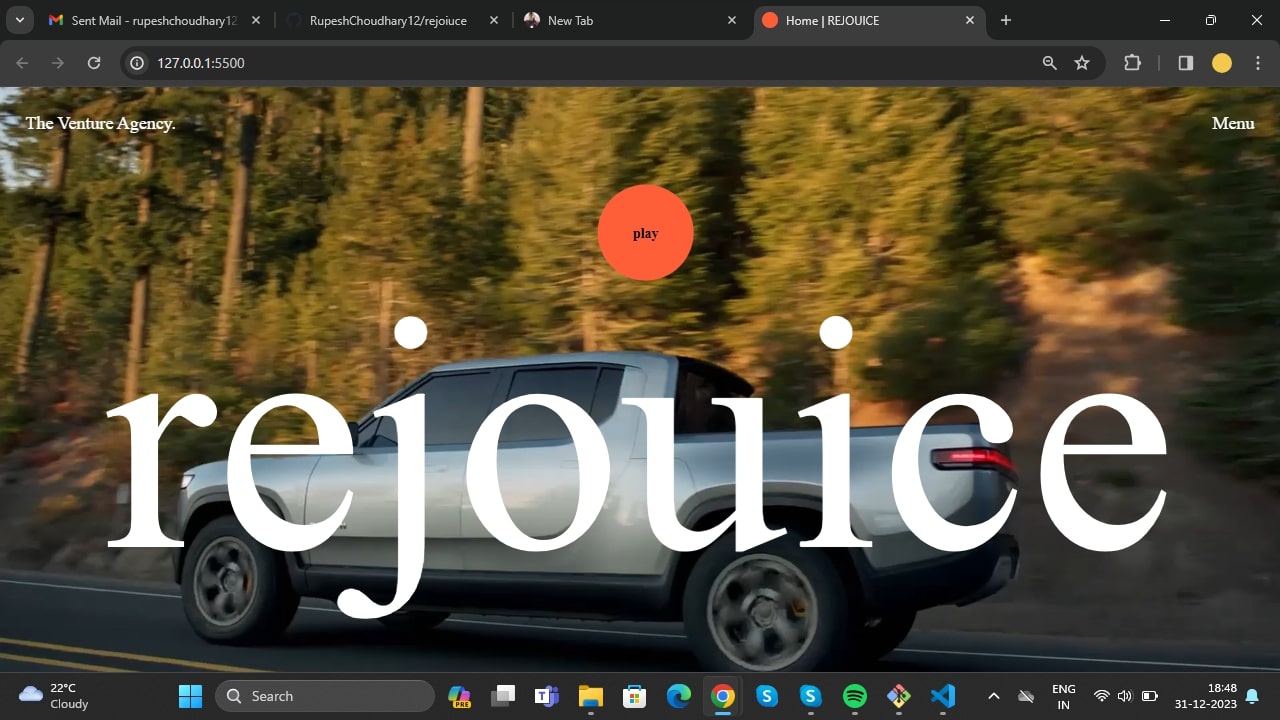 Sent Mail - rupeshchoudhary12
RupeshChoudhary12/rejoiuce
New Tab
Home | REJOUICE
127.0.0.1:5500
The Venture Agency.
Menu
play
rejouice
22°C
Cloudy
PRE
Search
ENG
IN
18:48
31-12-2023